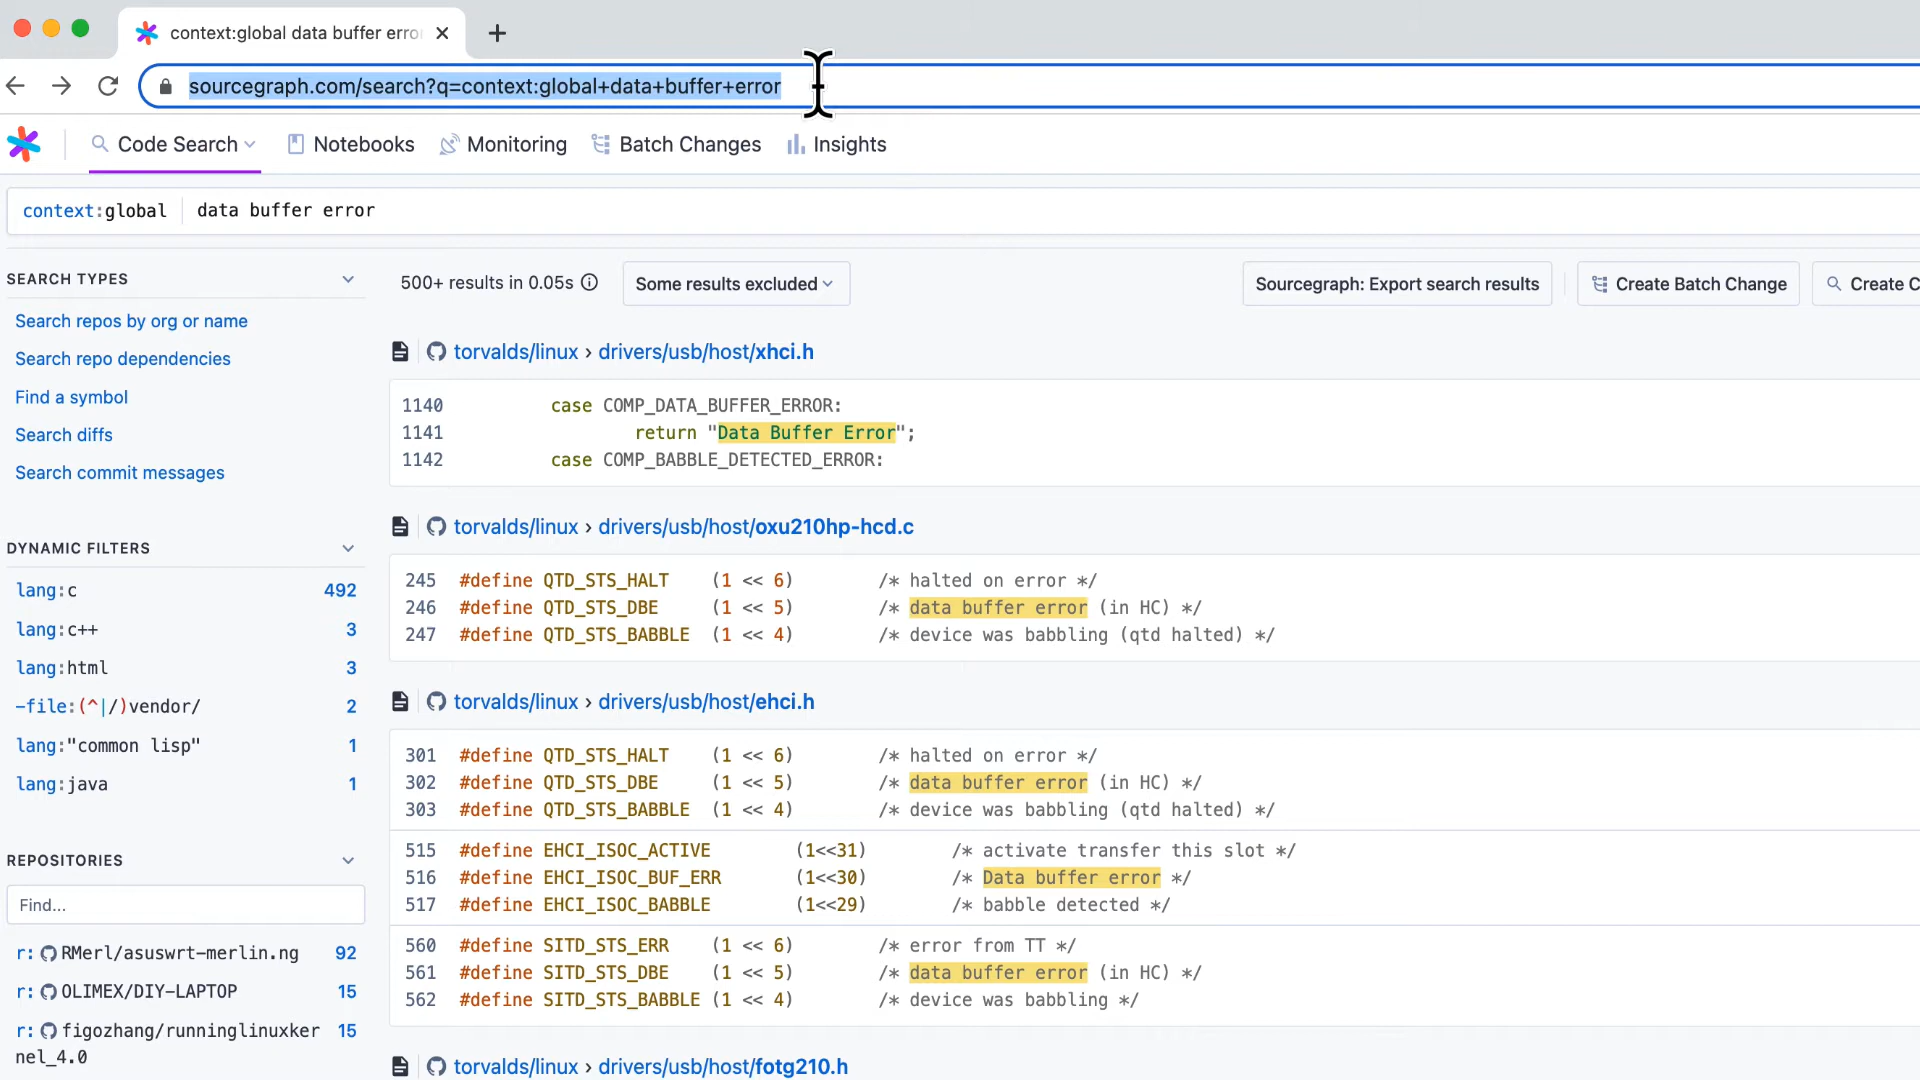 context:global data buffer erro
sourcegraph.com/search?q=context:global+data+buffer+error
Code Search
Notebooks
Monitoring
Batch Changes
Insights
context:global data buffer error
SEARCH TYPES
Search repos by org or name
Search repo dependencies
Find a symbol
Search diffs
Search commit messages
DYNAMIC FILTERS
lang:c 492
lang:c++ 3
lang:html 3
-file:(^|/)vendor/ 2
lang:"common lisp" 1
lang:java 1
REPOSITORIES
Find...
r: RMerl/asuswrt-merlin.ng 92
r: OLIMEX/DIY-LAPTOP 15
r: figozhang/runninglinuxker 15
nel_4.0
500+ results in 0.05s
Some results excluded
Sourcegraph: Export search results
Create Batch Change
Create C
torvalds/linux › drivers/usb/host/xhci.h
1140 case COMP_DATA_BUFFER_ERROR:
1141 return "Data Buffer Error";
1142 case COMP_BABBLE_DETECTED_ERROR:
torvalds/linux › drivers/usb/host/oxu210hp-hcd.c
245 #define QTD_STS_HALT (1 << 6) /* halted on error */
246 #define QTD_STS_DBE (1 << 5) /* data buffer error (in HC) */
247 #define QTD_STS_BABBLE (1 << 4) /* device was babbling (qtd halted) */
torvalds/linux › drivers/usb/host/ehci.h
301 #define QTD_STS_HALT (1 << 6) /* halted on error */
302 #define QTD_STS_DBE (1 << 5) /* data buffer error (in HC) */
303 #define QTD_STS_BABBLE (1 << 4) /* device was babbling (qtd halted) */
515 #define EHCI_ISOC_ACTIVE (1<<31) /* activate transfer this slot */
516 #define EHCI_ISOC_BUF_ERR (1<<30) /* Data buffer error */
517 #define EHCI_ISOC_BABBLE (1<<29) /* babble detected */
560 #define SITD_STS_ERR (1 << 6) /* error from TT */
561 #define SITD_STS_DBE (1 << 5) /* data buffer error (in HC) */
562 #define SITD_STS_BABBLE (1 << 4) /* device was babbling */
torvalds/linux › drivers/usb/host/fotg210.h